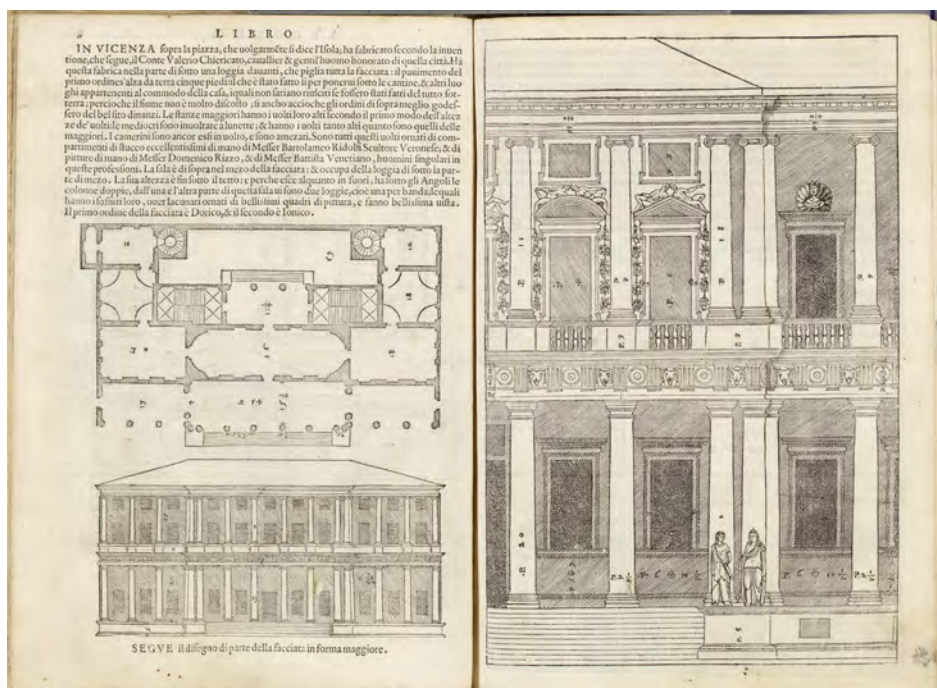 6 LIBRO
IN VICENZA sopra la piazza, che uolgarmẽte si dice l'Isola, ha fabricato secondo la inuen
tione, che segue, il Conte Valerio Chiericato, cauallier & gentil'huomo honorato di quella città. Hà
questa fabrica nella parte di sotto una loggia dauanti, che piglia tutta la facciata: il pauimento del
primo ordine s'alza da terra cinque piedi: il che è stato fatto sì per ponerui sotto le cantine, & altri luo
ghi appartenenti al commodo della casa, iquali non sariano riusciti se fossero stati fatti del tutto sot-
terra; percioche il fiume non è molto discosto; sì ancho accioche gli ordini di sopra meglio godes-
sero del bel sito dinanzi. Le stanze maggiori hanno i uolti loro alti secondo il primo modo dell'altez
ze de' uolti: le mediocri sono inuoltate à lunette; & hanno i uolti tanto alti quanto sono quelli delle
maggiori. I camerini sono ancor essi in uolto, e sono amezati. Sono tutti questi uolti ornati di com-
partimenti di stucco eccellentissimi di mano di Messer Bartolameo Ridolfi Scultore Veronese; & di
pitture di mano di Messer Domenico Rizzo, & di Messer Battista Venetiano, huomini singolari in
queste professioni. La sala è di sopra nel mezo della facciata: & occupa della loggia di sotto la par-
te di mezo. La sua altezza è fin sotto il tetto: e perche esce alquanto in fuori, ha sotto gli Angoli le
colonne doppie, dall'una e l'altra parte di questa sala ui sono due loggie, cioè una per banda, lequali
hanno i soffitti loro, ouer lacunari ornati di bellissimi quadri di pittura, e fanno bellissima uista.
Il primo ordine della facciata è Dorico, & il secondo è Ionico.
SEGVE il disegno di parte della facciata in forma maggiore.